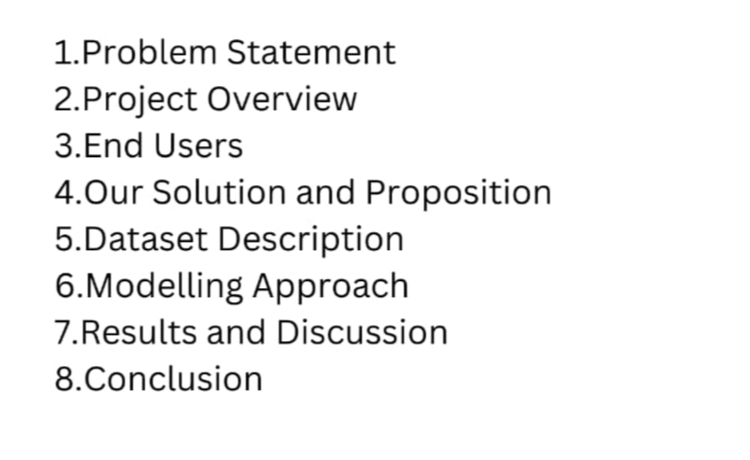 1.Problem Statement
2.Project Overview
3.End Users
4.Our Solution and Proposition
5.Dataset Description
6.Modelling Approach
7.Results and Discussion
8.Conclusion